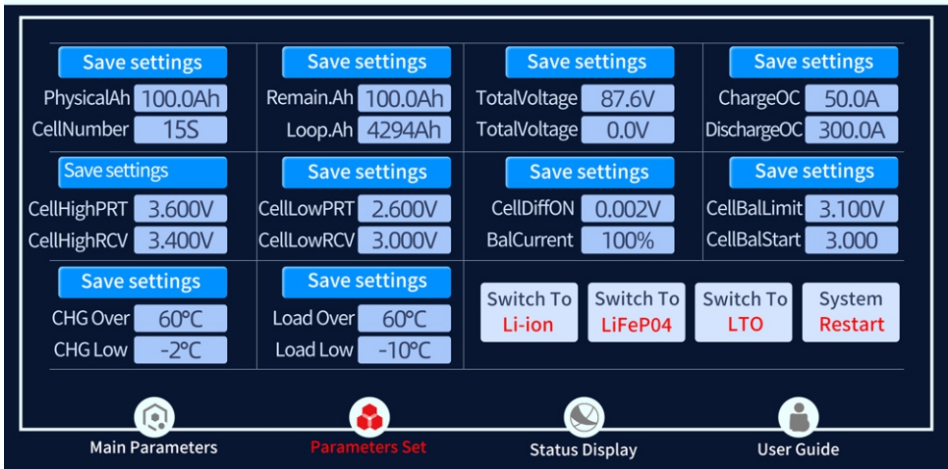 Save settings Save settings Save settings Save settings
PhysicalAh 100.0Ah Remain.Ah 100.0Ah TotalVoltage 87.6V ChargeOC 50.0A
CellNumber 15S Loop.Ah 4294Ah TotalVoltage 0.0V DischargeOC 300.0A
Save settings Save settings Save settings Save settings
CellHighPRT 3.600V CellLowPRT 2.600V CellDiffON 0.002V CellBalLimit 3.100V
CellHighRCV 3.400V CellLowRCV 3.000V BalCurrent 100% CellBalStart 3.000
Save settings Save settings
CHG Over 60℃ Load Over 60℃
CHG Low -2℃ Load Low -10℃
Switch To Switch To Switch To System
Li-ion LiFeP04 LTO Restart
Main Parameters Parameters Set Status Display User Guide